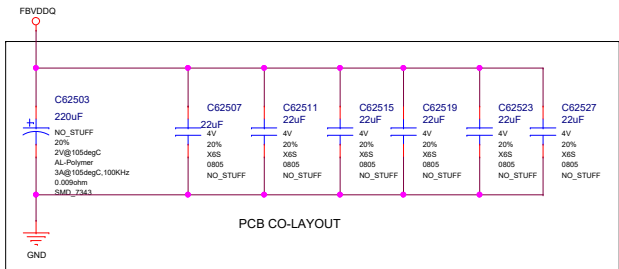 FBVDDQ
C62503
220uF
NO_STUFF
20%
2V@105degC
AL-Polymer
3A@105degC,100KHz
0.009ohm
SMD_7343
C62507
22uF
4V
20%
X6S
0805
NO_STUFF
C62511
22uF
4V
20%
X6S
0805
NO_STUFF
C62515
22uF
4V
20%
X6S
0805
NO_STUFF
C62519
22uF
4V
20%
X6S
0805
NO_STUFF
C62523
22uF
4V
20%
X6S
0805
NO_STUFF
C62527
22uF
4V
20%
X6S
0805
NO_STUFF
PCB CO-LAYOUT
GND